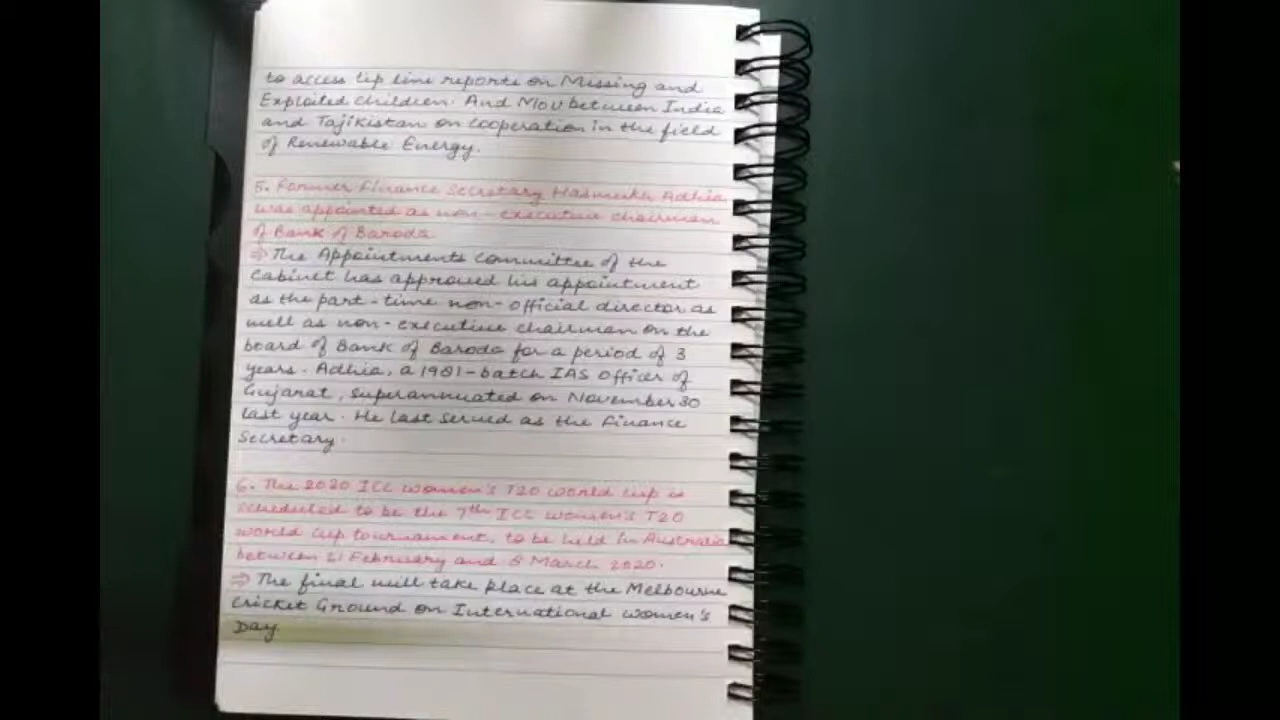 to access tip line reports on Missing and
Exploited children. And MoU between India
and Tajikistan on cooperation in the field
of Renewable Energy.
5. Former Finance Secretary Hasmukh Adhia
was appointed as non-executive chairman
of Bank of Baroda
⇒ The Appointments Committee of the
Cabinet has approved his appointment
as the part-time non-official director as
well as non-executive chairman on the
board of Bank of Baroda for a period of 3
years. Adhia, a 1981-batch IAS officer of
Gujarat, superannuated on November 30
last year. He last served as the Finance
Secretary.
6. The 2020 ICC women's T20 world cup is
scheduled to be the 7th ICC women's T20
world cup tournament, to be held in Australia
between 21 February and 8 March 2020.
⇒ The final will take place at the Melbourne
Cricket Ground on International women's
Day.